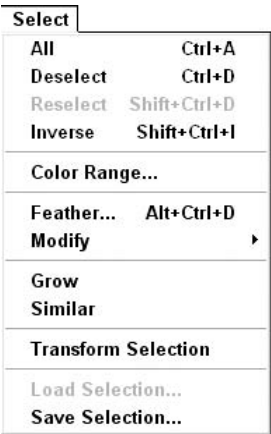 Select
All Ctrl+A
Deselect Ctrl+D
Reselect Shift+Ctrl+D
Inverse Shift+Ctrl+I
Color Range...
Feather... Alt+Ctrl+D
Modify
Grow
Similar
Transform Selection
Load Selection...
Save Selection...